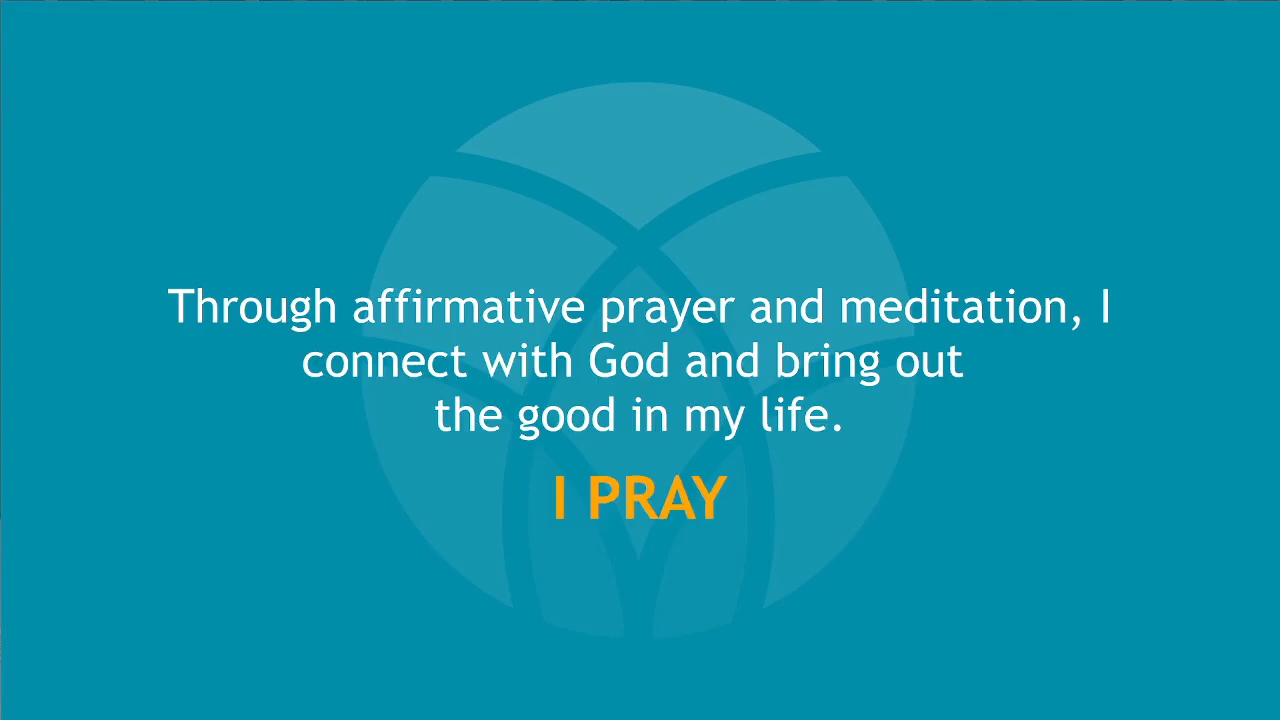 Through affirmative prayer and meditation, I
connect with God and bring out
the good in my life.
I PRAY